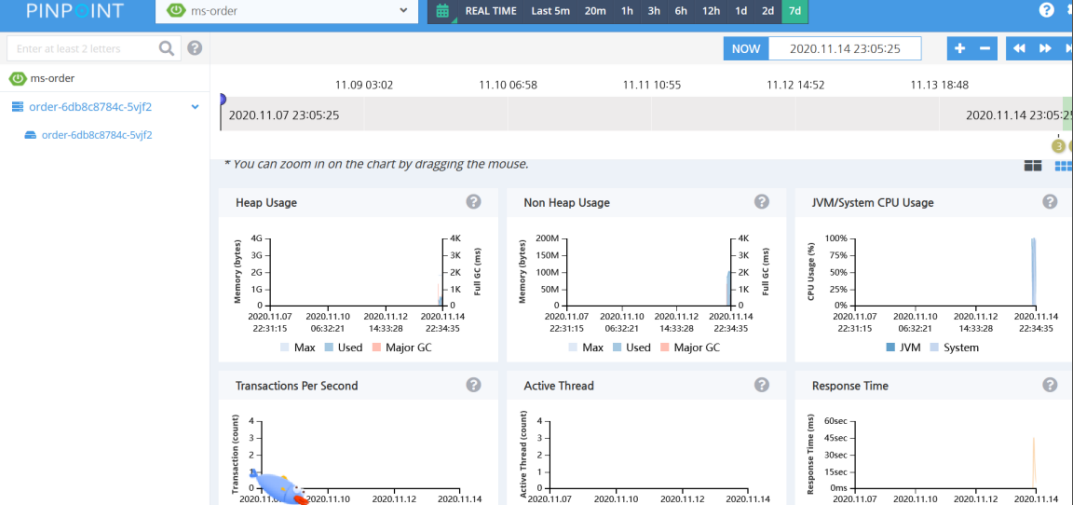 PINPOINT ms-order REAL TIME Last 5m 20m 1h 3h 6h 12h 1d 2d 7d
Enter at least 2 letters
NOW 2020.11.14 23:05:25
ms-order
order-6db8c8784c-5vjf2
order-6db8c8784c-5vjf2
11.09 03:02 11.10 06:58 11.11 10:55 11.12 14:52 11.13 18:48
2020.11.07 23:05:25 2020.11.14 23:05:25
3
* You can zoom in on the chart by dragging the mouse.
Heap Usage
Memory (bytes)
4G
3G
2G
1G
0
4K
3K
2K
1K
0
Full GC (ms)
2020.11.07 2020.11.10 2020.11.12 2020.11.14
22:31:15 06:32:21 14:33:28 22:34:35
Max Used Major GC
Non Heap Usage
Memory (bytes)
200M
150M
100M
50M
0
4K
3K
2K
1K
0
Full GC (ms)
2020.11.07 2020.11.10 2020.11.12 2020.11.14
22:31:15 06:32:21 14:33:28 22:34:35
Max Used Major GC
JVM/System CPU Usage
CPU Usage (%)
100%
75%
50%
25%
0%
2020.11.07 2020.11.10 2020.11.12 2020.11.14
22:31:15 06:32:21 14:33:28 22:34:35
JVM System
Transactions Per Second
Transaction (count)
4
3
2
1
0
2020.11.10 2020.11.12 2020.11.14
Active Thread
Active Thread (count)
4
3
2
1
0
2020.11.07 2020.11.10 2020.11.12 2020.11.14
Response Time
Response Time (ms)
60sec
45sec
30sec
15sec
0ms
2020.11.07 2020.11.10 2020.11.12 2020.11.14